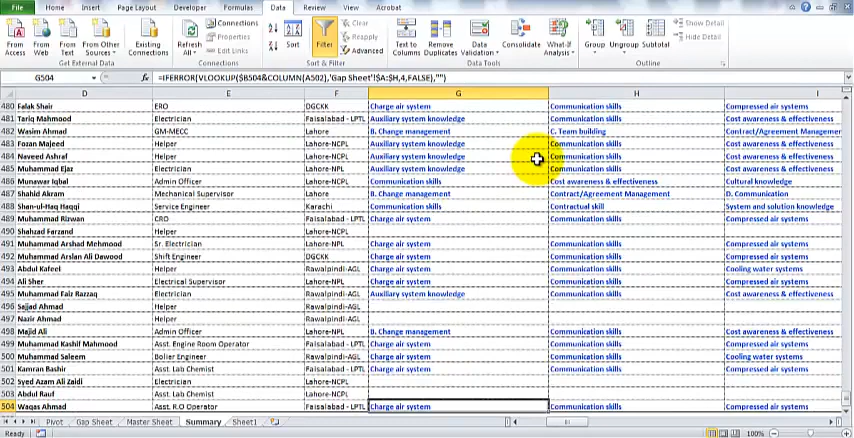 File Home Insert Page Layout Developer Formulas Data Review View Acrobat
From Access From Web From Text From Other Sources Existing Connections Refresh All Connections Properties Edit Links Sort Filter Clear Reapply Advanced Text to Columns Remove Duplicates Data Validation Consolidate What-If Analysis Group Ungroup Subtotal Show Detail Hide Detail
Get External Data Connections Sort & Filter Data Tools Outline
G504 fx =IFERROR(VLOOKUP($B504&COLUMN(A502),'Gap Sheet'!$A:$H,4,FALSE),"")
D E F G H I
480 Falak Shair ERO DGCKK Charge air system Communication skills Compressed air systems
481 Tariq Mahmood Electrician Faisalabad - LPTL Auxiliary system knowledge Communication skills Cost awareness & effectiveness
482 Wasim Ahmad GM-MECC Lahore B. Change management C. Team building Contract/Agreement Managemer
483 Fozan Majeed Helper Lahore-NCPL Auxiliary system knowledge Communication skills Cost awareness & effectiveness
484 Naveed Ashraf Helper Lahore-NCPL Auxiliary system knowledge Communication skills Cost awareness & effectiveness
485 Muhammad Ejaz Electrician Lahore-NPL Auxiliary system knowledge Communication skills Cost awareness & effectiveness
486 Munawar Iqbal Admin Officer Lahore-NCPL Communication skills Cost awareness & effectiveness Cultural knowledge
487 Shahid Akram Mechanical Supervisor Lahore B. Change management Contract/Agreement Management D. Communication
488 Shan-ul-Haq Haqqi Service Engineer Karachi Communication skills Contractual skill System and solution knowledge
489 Muhammad Rizwan CRO Faisalabad - LPTL Charge air system Communication skills Compressed air systems
490 Shahzad Farzand Helper Lahore-NCPL
491 Muhammad Arshad Mehmood Sr. Electrician Lahore-NPL Charge air system Communication skills Compressed air systems
492 Muhammad Arslan Ali Dawood Shift Engineer DGCKK Charge air system Communication skills Compressed air systems
493 Abdul Kafeel Helper Rawalpindi-AGL Charge air system Communication skills Cooling water systems
494 Ali Sher Electrical Supervisor Lahore-NPL Charge air system Communication skills Compressed air systems
495 Muhammad Faiz Razzaq Electrician Rawalpindi-AGL Auxiliary system knowledge Communication skills Cost awareness & effectiveness
496 Sajjad Ahmad Helper Rawalpindi-AGL
497 Nazir Ahmad Helper Rawalpindi-AGL
498 Majid Ali Admin Officer Lahore-NPL B. Change management Communication skills Cost awareness & effectiveness
499 Muhammad Kashif Mahmood Asst. Engine Room Operator Faisalabad - LPTL Charge air system Communication skills Compressed air systems
500 Muhammad Saleem Bolier Engineer Rawalpindi-AGL Charge air system Communication skills Cooling water systems
501 Kamran Bashir Asst. Lab Chemist Faisalabad - LPTL Charge air system Communication skills Compressed air systems
502 Syed Azam Ali Zaidi Electrician Lahore-NCPL
503 Abdul Rauf Asst. Lab Chemist Lahore-NCPL
504 Waqas Ahmad Asst. R.O Operator Faisalabad - LPTL Charge air system Communication skills Compressed air systems
Pivot Gap Sheet Master Sheet Summary Sheet1
Ready 100%